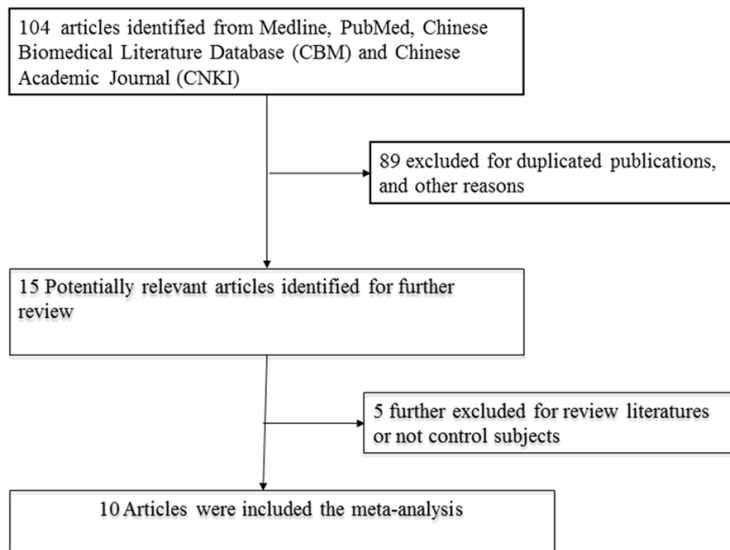 104 articles identified from Medline, PubMed, Chinese
Biomedical Literature Database (CBM) and Chinese
Academic Journal (CNKI)
89 excluded for duplicated publications,
and other reasons
15 Potentially relevant articles identified for further
review
5 further excluded for review literatures
or not control subjects
10 Articles were included the meta-analysis